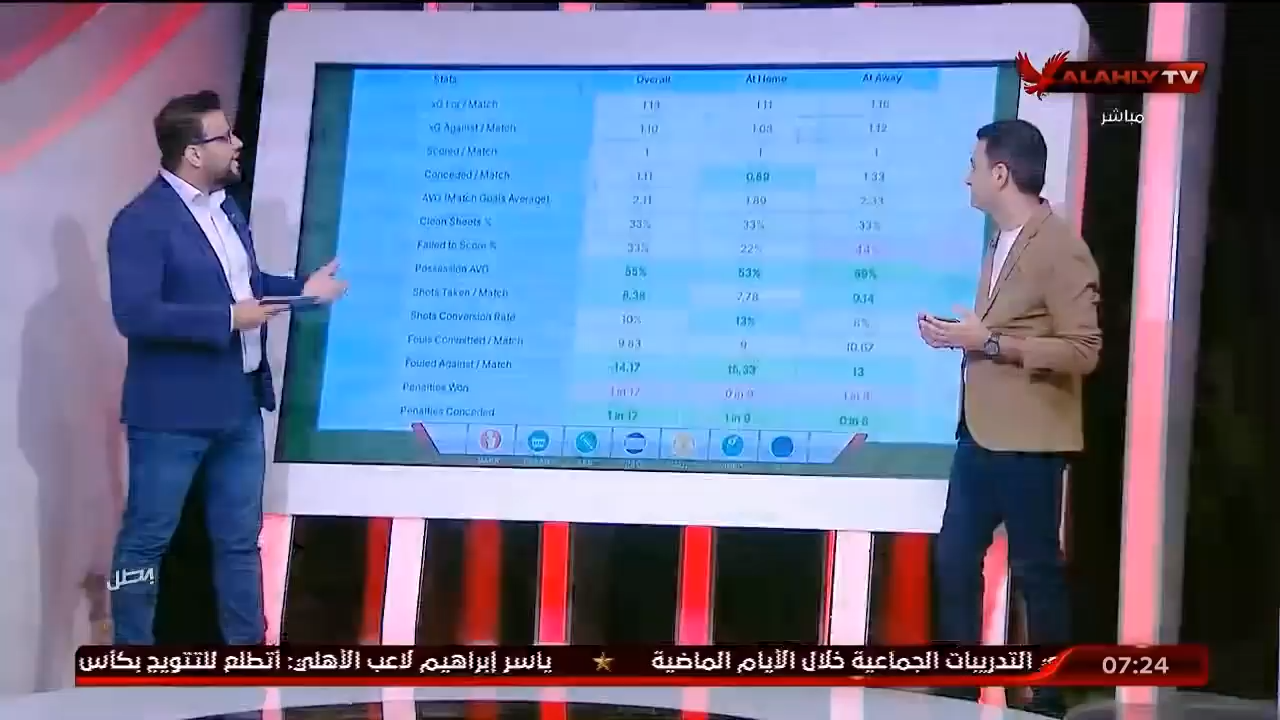 ALAHLY TV
مباشر
Stats Overall At Home At Away
xG For / Match 1.13 1.11 1.16
xG Against / Match 1.10 1.08 1.12
Scored / Match 1 1 1
Conceded / Match 1.11 0.89 1.33
AVG (Match Goals Average) 2.11 1.89 2.33
Clean Sheets % 33% 33% 33%
Failed to Score % 33% 22% 44%
Possession AVG 55% 53%
Shots Taken / Match 8.38 7.78
Shots Conversion Rate 10% 13%
Fouls Committed / Match 9.83 9 10.67
Fouled Against / Match 14.17 15.33 13
Penalties Won 1 in 17 0 in 9
Penalties Conceded 1 in 17 1 in 9 0 in 8
التدريبات الجماعية خلال الأيام الماضية ★ ياسر إبراهيم لاعب الأهلي: أتطلع للتتويج بكأس
07:24